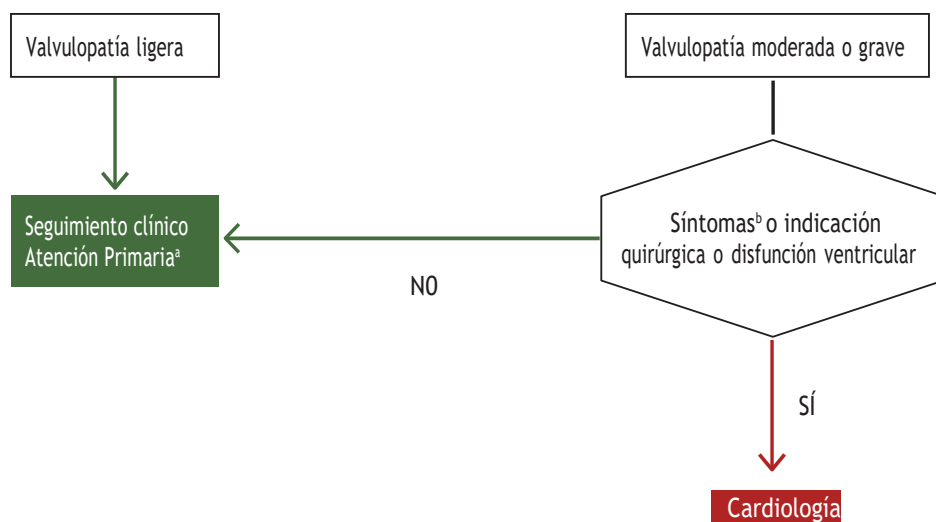 Valvulopatía ligera
Valvulopatía moderada o grave
Seguimiento clínico
Atención Primariaᵃ
Síntomasᵇ o indicación
quirúrgica o disfunción ventricular
NO
SÍ
Cardiología